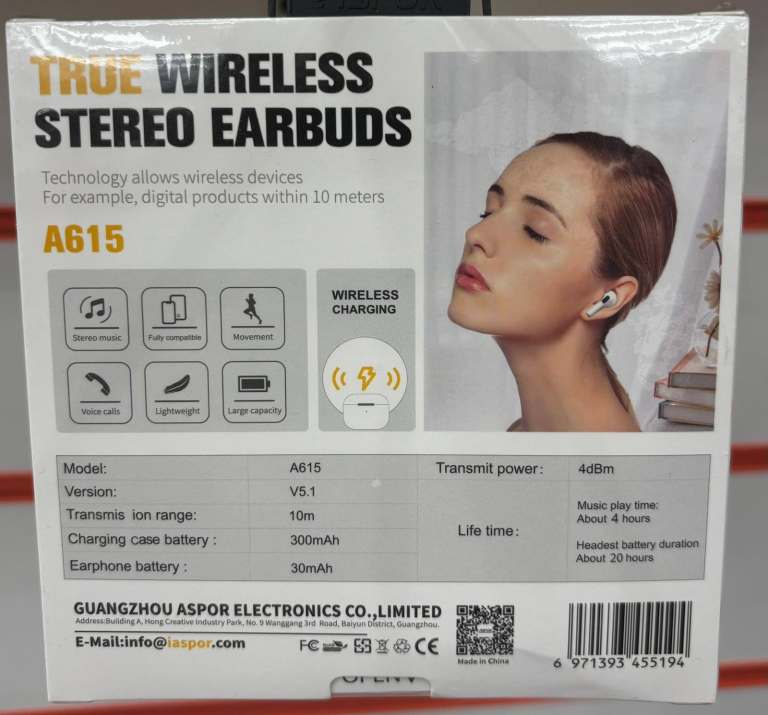 TRUE WIRELESS
STEREO EARBUDS
Technology allows wireless devices
For example, digital products within 10 meters
A615
Stereo music
Fully compatible
Movement
Voice calls
Lightweight
Large capacity
WIRELESS
CHARGING
Model: A615
Version: V5.1
Transmis ion range: 10m
Charging case battery : 300mAh
Earphone battery : 30mAh
Transmit power : 4dBm
Life time :
Music play time:
About 4 hours
Headest battery duration
About 20 hours
GUANGZHOU ASPOR ELECTRONICS CO.,LIMITED
Address:Building A, Hong Creative Industry Park, No. 9 Wanggang 3rd Road, Baiyun District, Guangzhou.
E-Mail:info@iaspor.com
FC
CE
Made in China
6 971393 455194